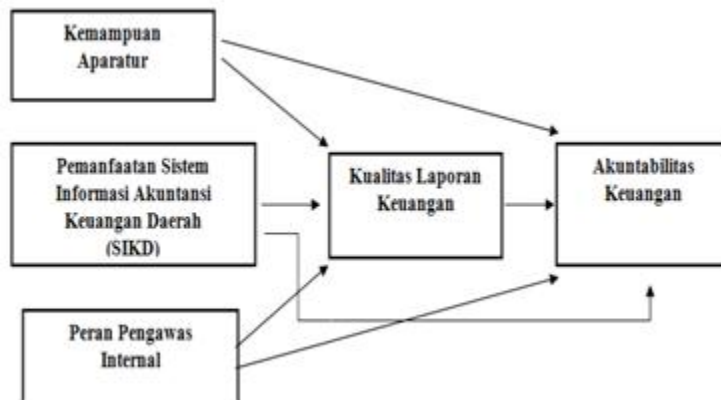 Kemampuan
Aparatur
Pemanfaatan Sistem
Informasi Akuntansi
Keuangan Daerah
(SIKD)
Peran Pengawas
Internal
Kualitas Laporan
Keuangan
Akuntabilitas
Keuangan